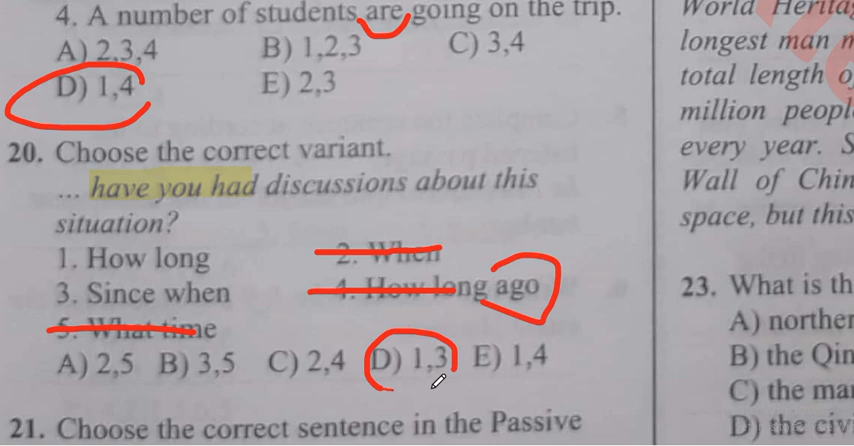 4. A number of students are going on the trip.
A) 2,3,4 B) 1,2,3 C) 3,4
D) 1,4 E) 2,3
20. Choose the correct variant.
... have you had discussions about this
situation?
1. How long 2. When
3. Since when 4. How long ago
5. What time
A) 2,5 B) 3,5 C) 2,4 D) 1,3 E) 1,4
21. Choose the correct sentence in the Passive
World
longest man
total length
million
every year. S
Wall of Chin
space, but this
23. What is th
A) norther
B) the Qin
C) the ma
D) the civ